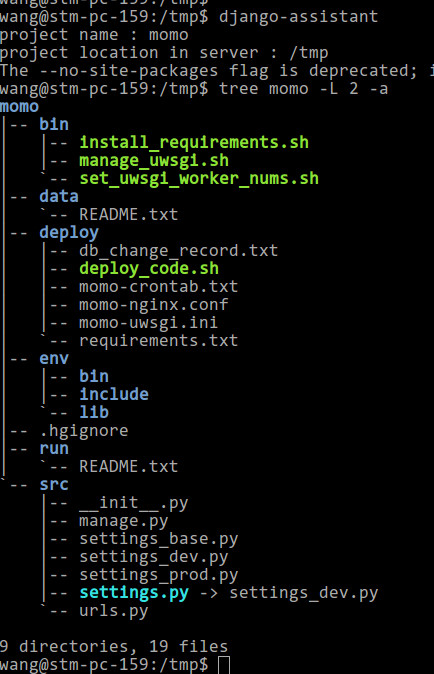 wang@stm-pc-159:/tmp$ django-assistant
project name : momo
project location in server : /tmp
The --no-site-packages flag is deprecated;
wang@stm-pc-159:/tmp$ tree momo -L 2 -a
momo
|-- bin
|   |-- install_requirements.sh
|   |-- manage_uwsgi.sh
|   `-- set_uwsgi_worker_nums.sh
|-- data
|   `-- README.txt
|-- deploy
|   |-- db_change_record.txt
|   |-- deploy_code.sh
|   |-- momo-crontab.txt
|   |-- momo-nginx.conf
|   |-- momo-uwsgi.ini
|   `-- requirements.txt
|-- env
|   |-- bin
|   |-- include
|   `-- lib
|-- .hgignore
|-- run
|   `-- README.txt
`-- src
    |-- __init__.py
    |-- manage.py
    |-- settings_base.py
    |-- settings_dev.py
    |-- settings_prod.py
    |-- settings.py -> settings_dev.py
    `-- urls.py
9 directories, 19 files
wang@stm-pc-159:/tmp$